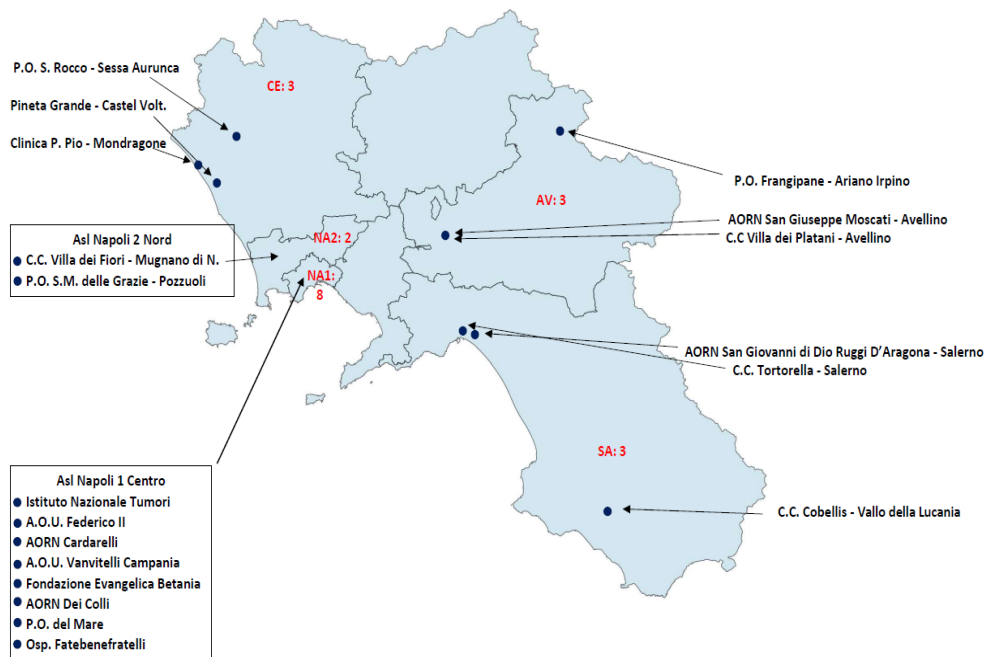 P.O. S. Rocco - Sessa Aurunca
Pineta Grande - Castel Volt.
Clinica P. Pio - Mondragone
CE: 3
P.O. Frangipane - Ariano Irpino
AV: 3
AORN San Giuseppe Moscati - Avellino
C.C Villa dei Platani - Avellino
Asl Napoli 2 Nord
C.C. Villa dei Fiori - Mugnano di N.
P.O. S.M. delle Grazie - Pozzuoli
NA2: 2
NA1:
8
AORN San Giovanni di Dio Ruggi D’Aragona - Salerno
C.C. Tortorella - Salerno
SA: 3
C.C. Cobellis - Vallo della Lucania
Asl Napoli 1 Centro
Istituto Nazionale Tumori
A.O.U. Federico II
AORN Cardarelli
A.O.U. Vanvitelli Campania
Fondazione Evangelica Betania
AORN Dei Colli
P.O. del Mare
Osp. Fatebenefratelli